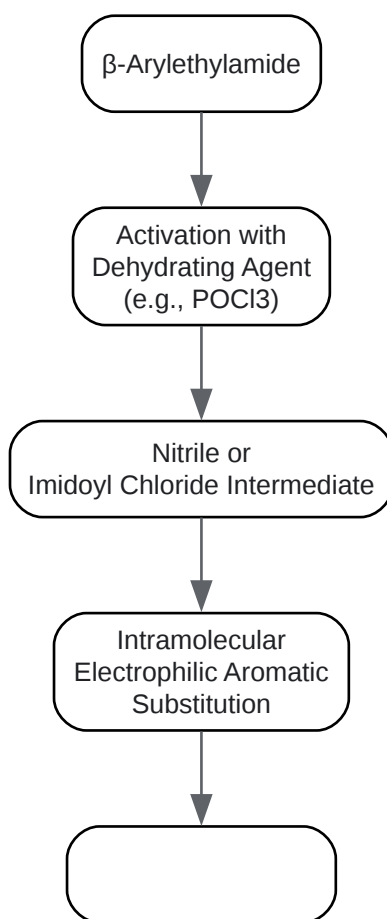 β-Arylethylamide
Activation with
Dehydrating Agent
(e.g., POCl3)
Nitrile or
Imidoyl Chloride Intermediate
Intramolecular
Electrophilic Aromatic
Substitution